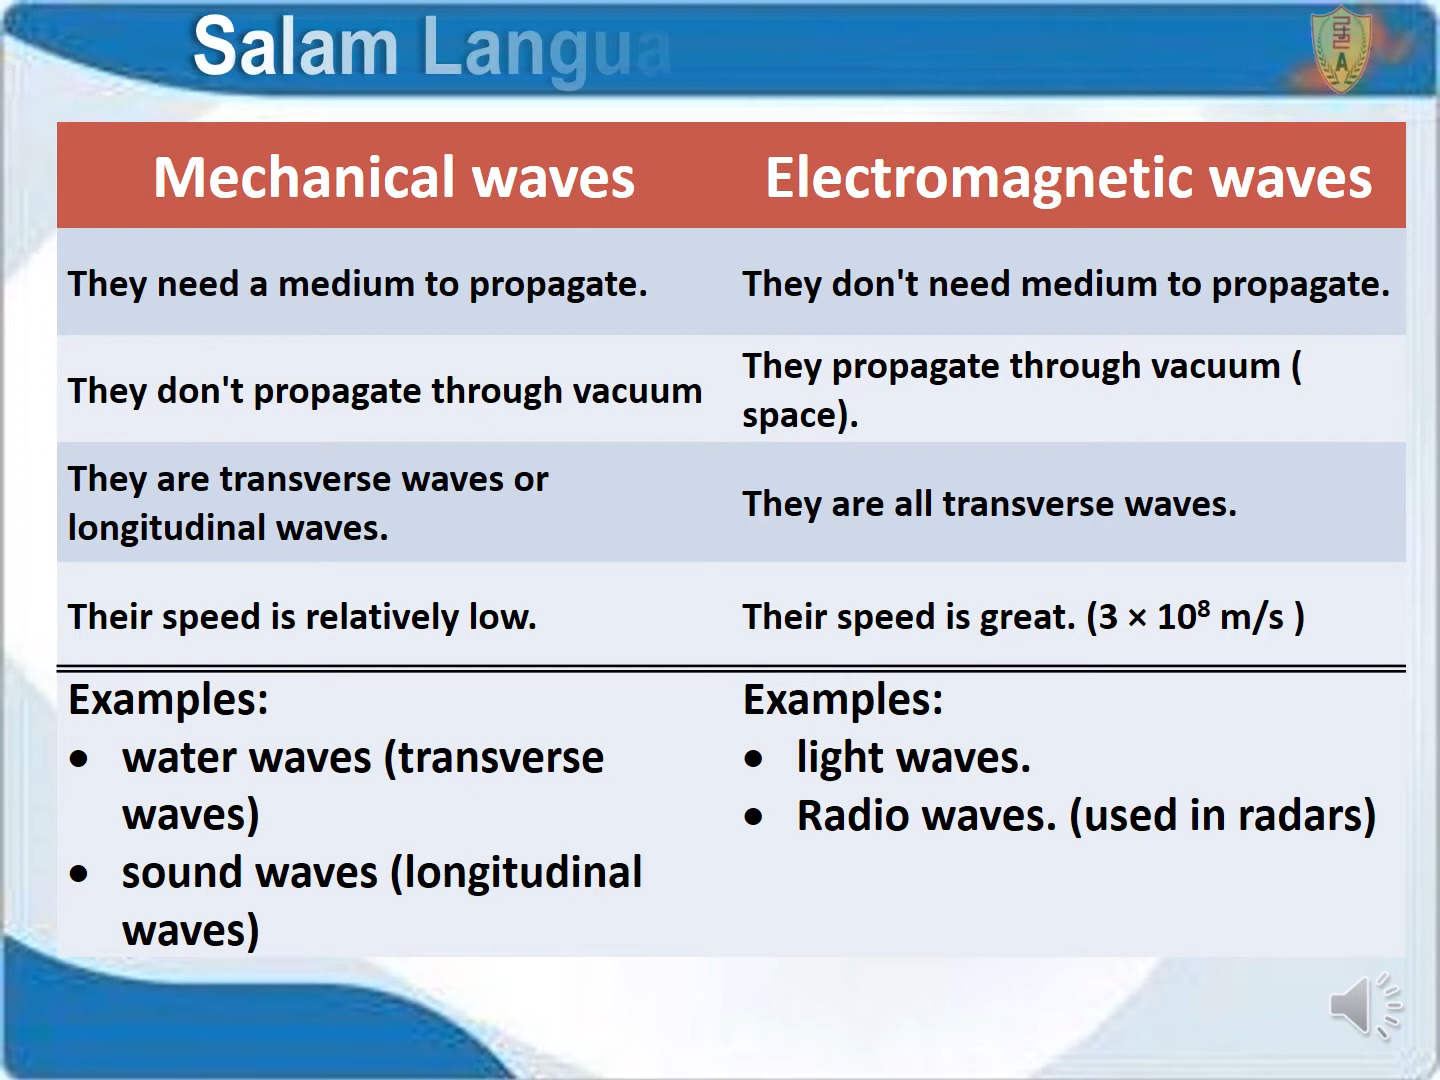 Salam Langua
Mechanical waves
Electromagnetic waves
They need a medium to propagate.
They don't need medium to propagate.
They don't propagate through vacuum
They propagate through vacuum (
space).
They are transverse waves or
longitudinal waves.
They are all transverse waves.
Their speed is relatively low.
Their speed is great. (3 × 10⁸ m/s )
Examples:
• water waves (transverse
waves)
• sound waves (longitudinal
waves)
Examples:
• light waves.
• Radio waves. (used in radars)